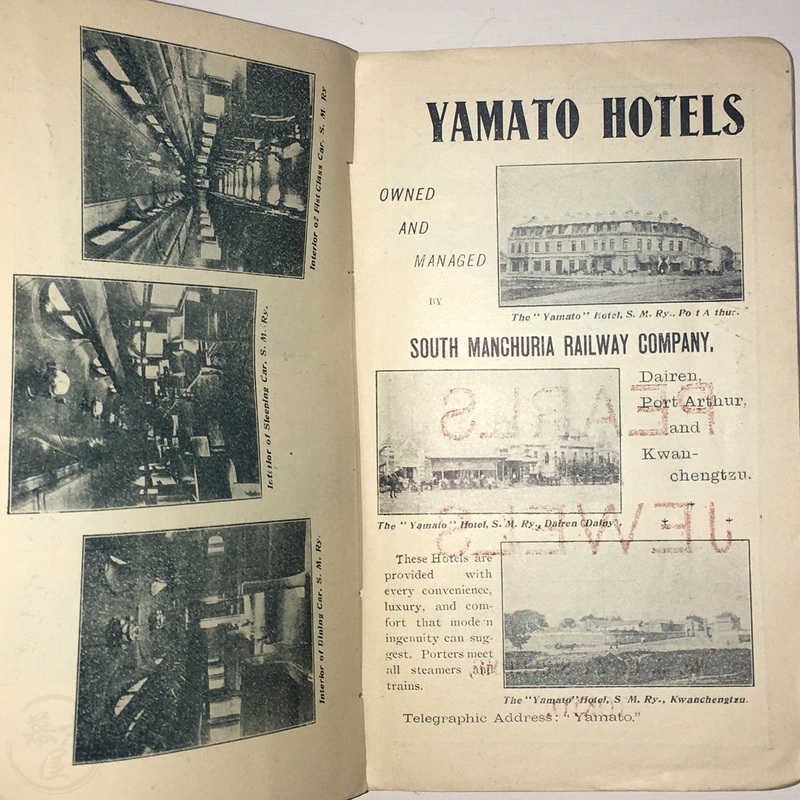 Interior of Fist Class Car. S. M. Ry
Interior of Sleeping Car. S. M. Ry.
Interior of Dining Car. S. M. Ry.
YAMATO HOTELS
OWNED
AND
MANAGED
BY
The "Yamato" Hotel, S. M. Ry., Po t A thur.
SOUTH MANCHURIA RAILWAY COMPANY.
Dairen,
Port Arthur,
and
Kwan-
chengtzu.
The "Yamato" Hotel, S. M. Ry., Dairen (Dalny).
These Hotels are
provided with
every convenience,
luxury, and com-
fort that mode n
ingenuity can sug-
gest. Porters meet
all steamers and
trains.
The "Yamato" Hotel, S M. Ry., Kwanchengtzu.
Telegraphic Address: "Yamato."
PEARLS
JEWELS